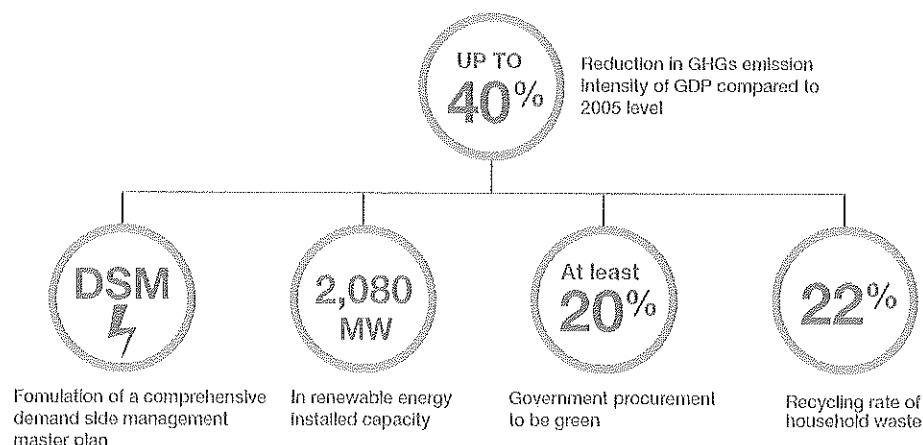 UP TO
40%
Reduction in GHGs emission
Intensity of GDP compared to
2005 level
DSM
Fomulation of a comprehensive
demand side management
master plan
2,080
MW
In renewable energy
installed capacity
At least
20%
Government procurement
to be green
22%
Recycling rate of
household waste